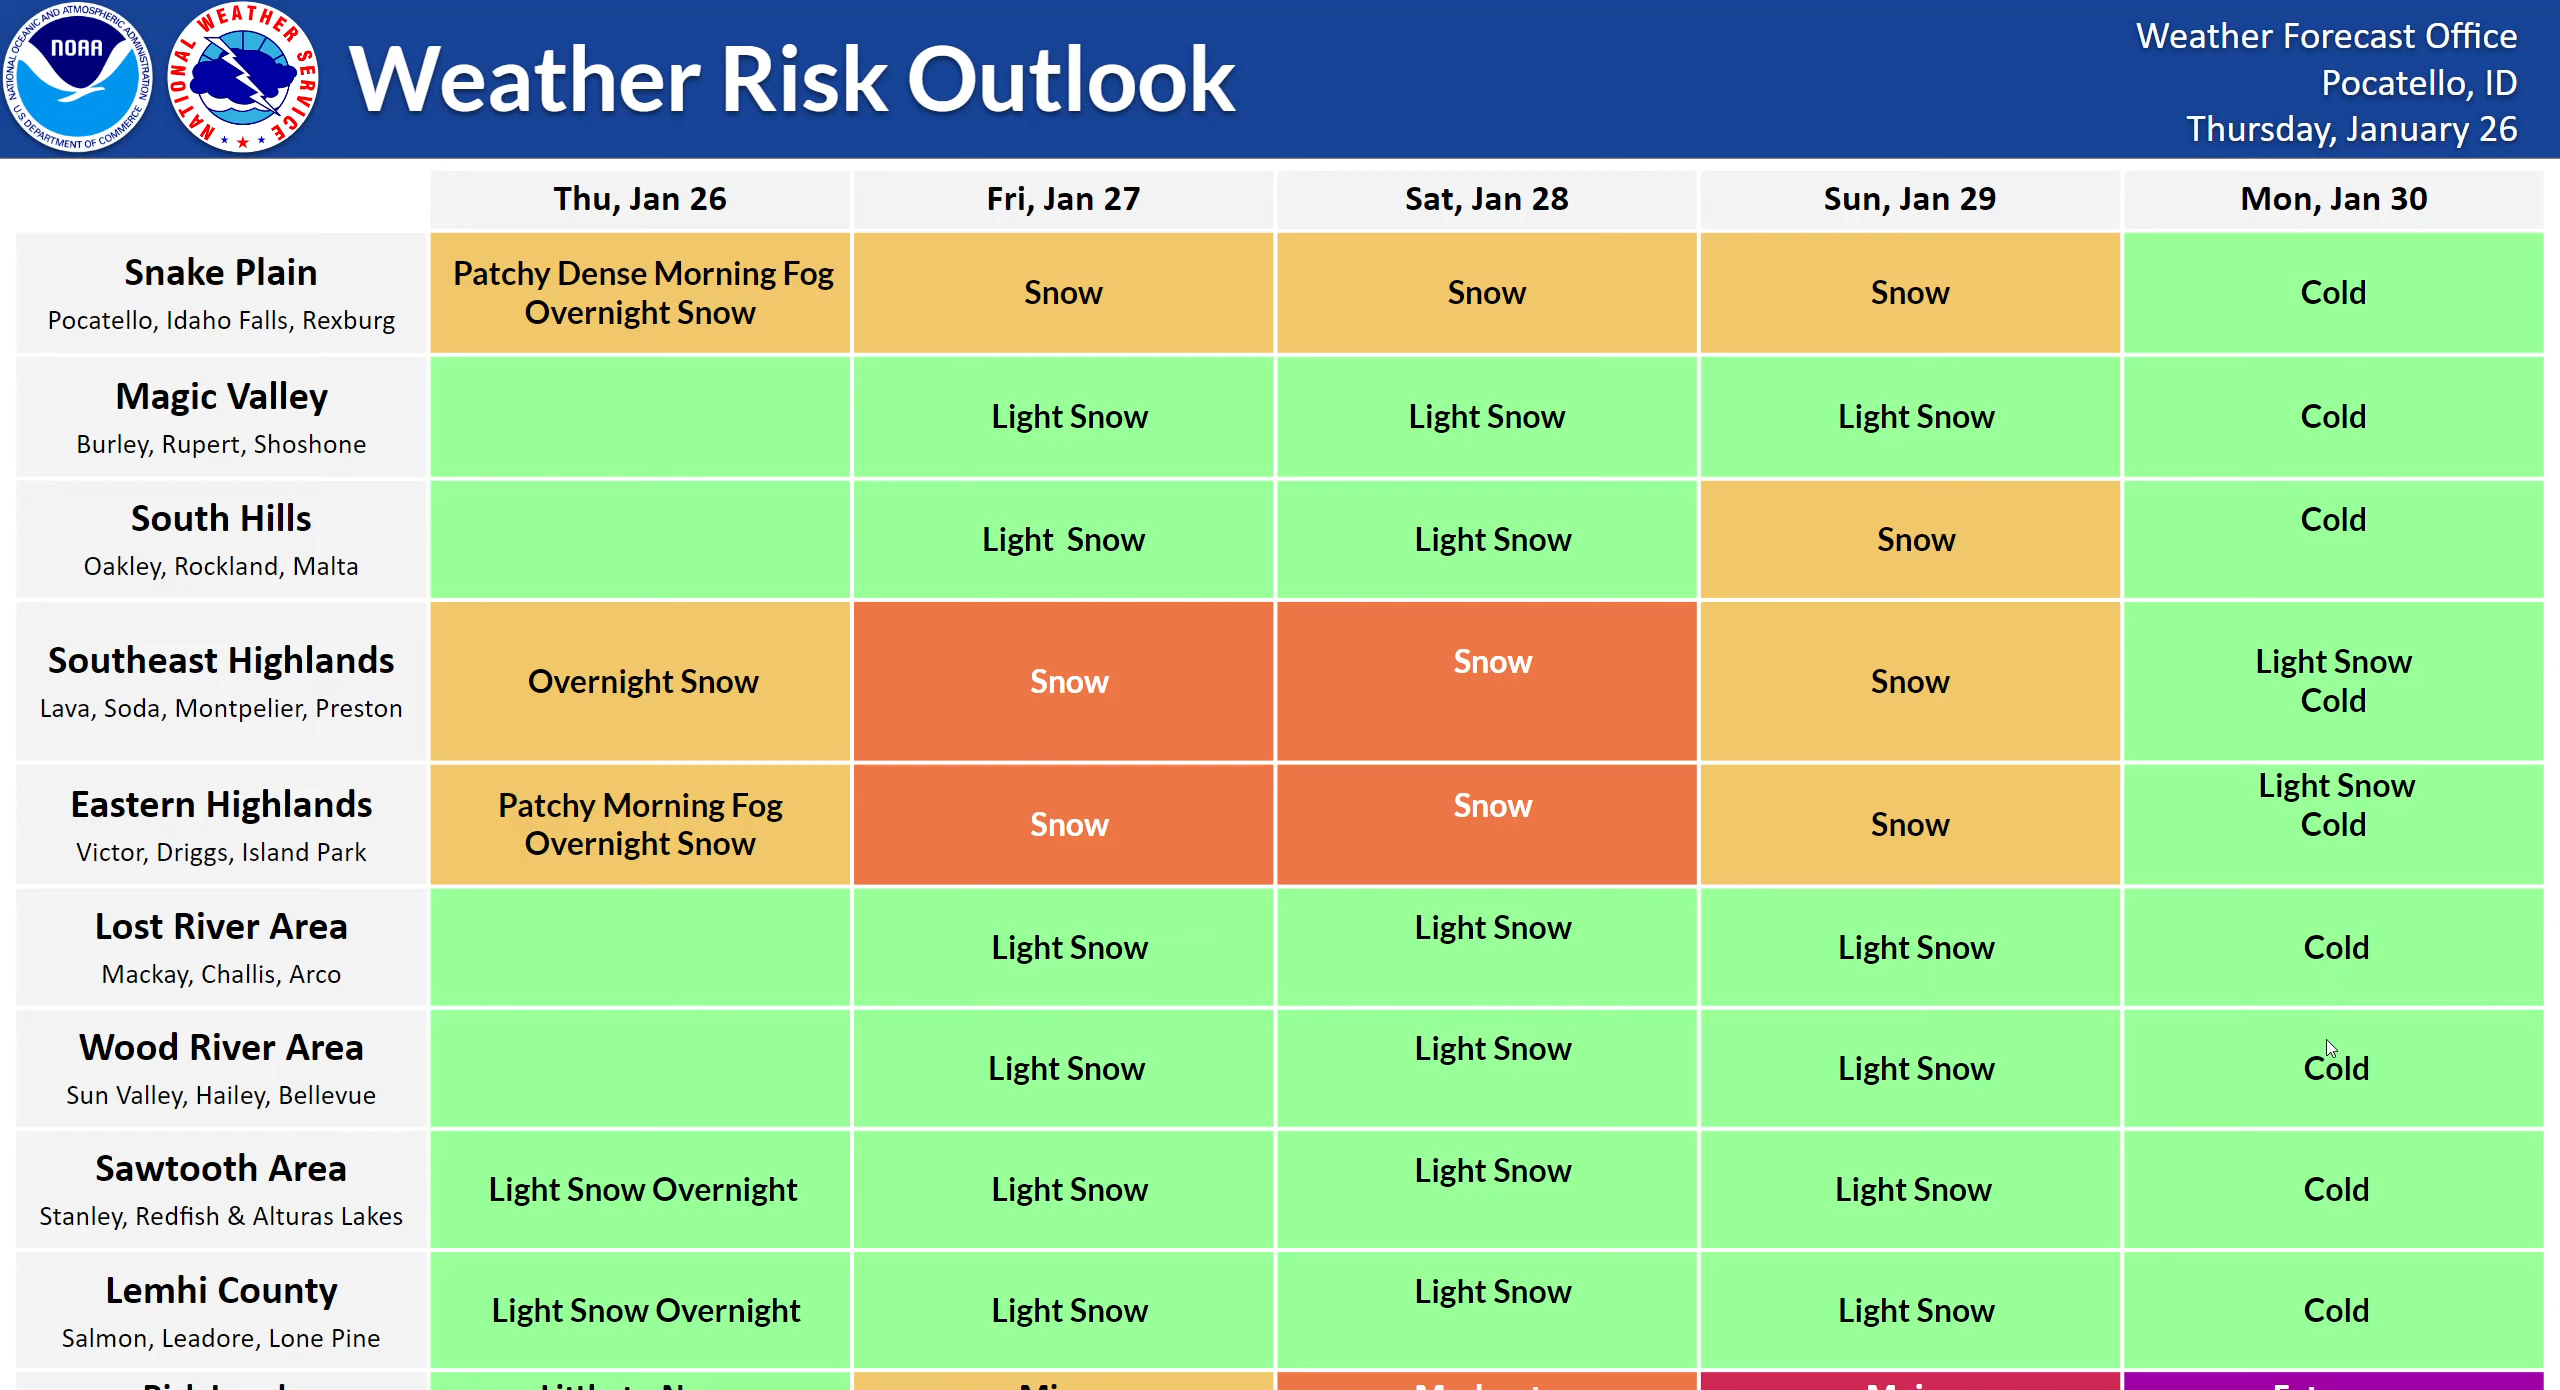 NATIONAL OCEANIC AND ATMOSPHERIC ADMINISTRATION
NOAA
U.S. DEPARTMENT OF COMMERCE
NATIONAL WEATHER SERVICE
Weather Risk Outlook
Weather Forecast Office
Pocatello, ID
Thursday, January 26
Thu, Jan 26
Fri, Jan 27
Sat, Jan 28
Sun, Jan 29
Mon, Jan 30
Snake Plain
Pocatello, Idaho Falls, Rexburg
Patchy Dense Morning Fog
Overnight Snow
Snow
Snow
Snow
Cold
Magic Valley
Burley, Rupert, Shoshone
Light Snow
Light Snow
Light Snow
Cold
South Hills
Oakley, Rockland, Malta
Light  Snow
Light Snow
Snow
Cold
Southeast Highlands
Lava, Soda, Montpelier, Preston
Overnight Snow
Snow
Snow
Snow
Light Snow
Cold
Eastern Highlands
Victor, Driggs, Island Park
Patchy Morning Fog
Overnight Snow
Snow
Snow
Snow
Light Snow
Cold
Lost River Area
Mackay, Challis, Arco
Light Snow
Light Snow
Light Snow
Cold
Wood River Area
Sun Valley, Hailey, Bellevue
Light Snow
Light Snow
Light Snow
Cold
Sawtooth Area
Stanley, Redfish & Alturas Lakes
Light Snow Overnight
Light Snow
Light Snow
Light Snow
Cold
Lemhi County
Salmon, Leadore, Lone Pine
Light Snow Overnight
Light Snow
Light Snow
Light Snow
Cold